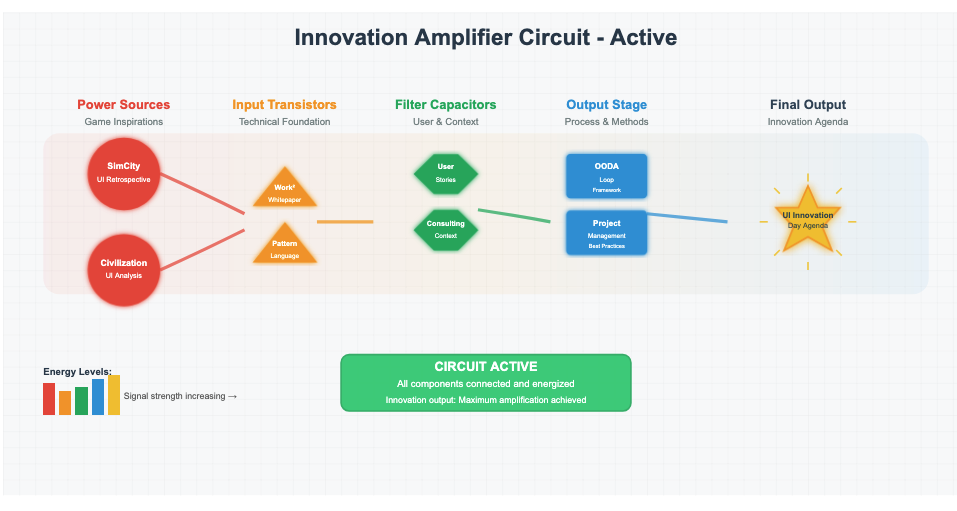 Innovation Amplifier Circuit - Active
Power Sources
Game Inspirations
Input Transistors
Technical Foundation
Filter Capacitors
User & Context
Output Stage
Process & Methods
Final Output
Innovation Agenda
SimCity
UI Retrospective
Civilization
UI Analysis
Work²
Whitepaper
Pattern
Language
User
Stories
Consulting
Context
OODA
Loop
Framework
Project
Management
Best Practices
UI Innovation
Day Agenda
Energy Levels:
Signal strength increasing →
CIRCUIT ACTIVE
All components connected and energized
Innovation output: Maximum amplification achieved